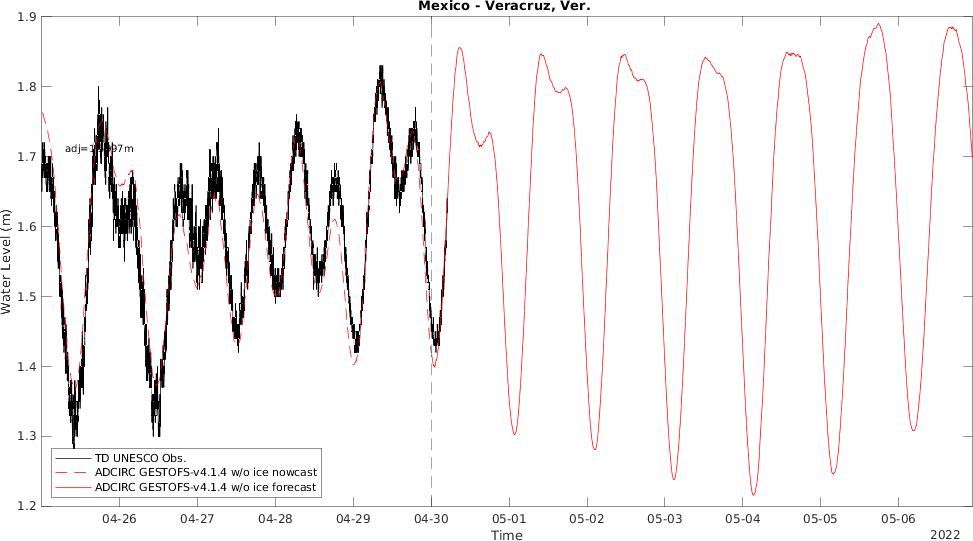 Mexico - Veracruz, Ver.
1.9
1.8
1.7
1.6
1.5
1.4
1.3
1.2
Water Level (m)
TD UNESCO Obs.
ADCIRC GESTOFS-v4.1.4 w/o ice nowcast
ADCIRC GESTOFS-v4.1.4 w/o ice forecast
04-26 04-27 04-28 04-29 04-30 05-01 05-02 05-03 05-04 05-05 05-06
Time
2022